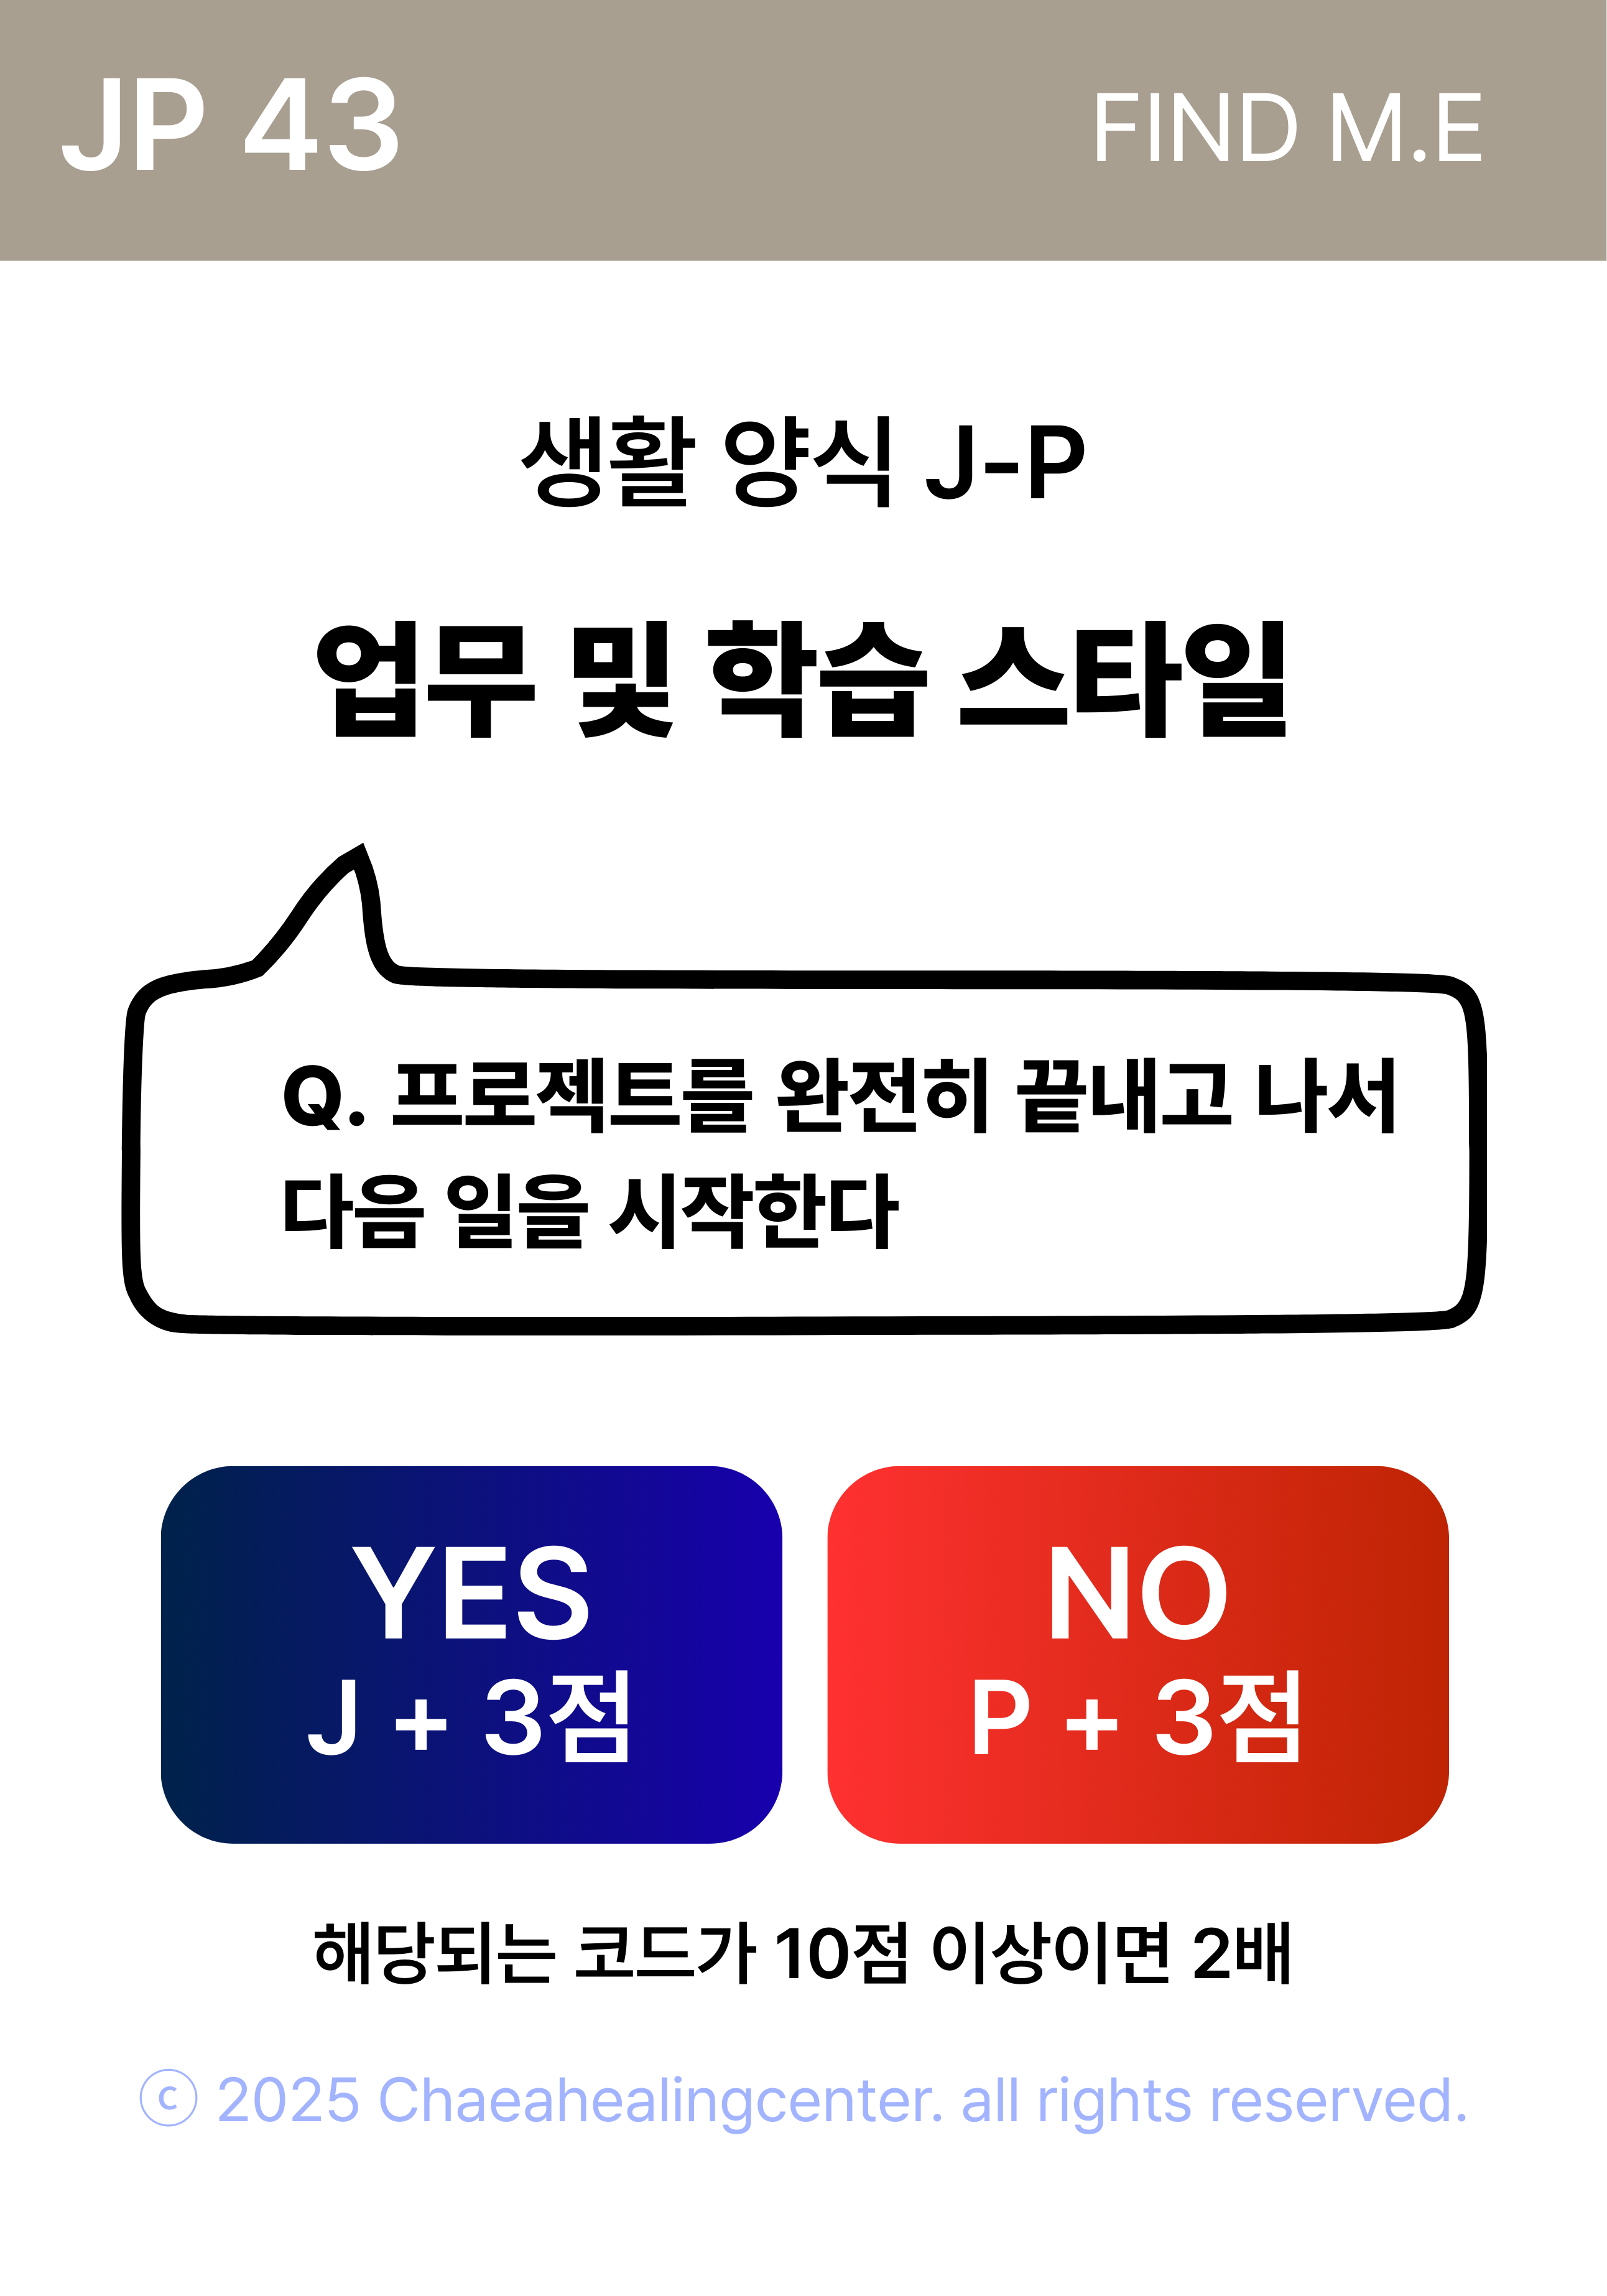 JP 43
FIND M.E
생활 양식 J-P
업무 및 학습 스타일
Q. 프로젝트를 완전히 끝내고 나서
다음 일을 시작한다
YES
J + 3점
NO
P + 3점
해당되는 코드가 10점 이상이면 2배
ⓒ 2025 Chaeahealingcenter. all rights reserved.